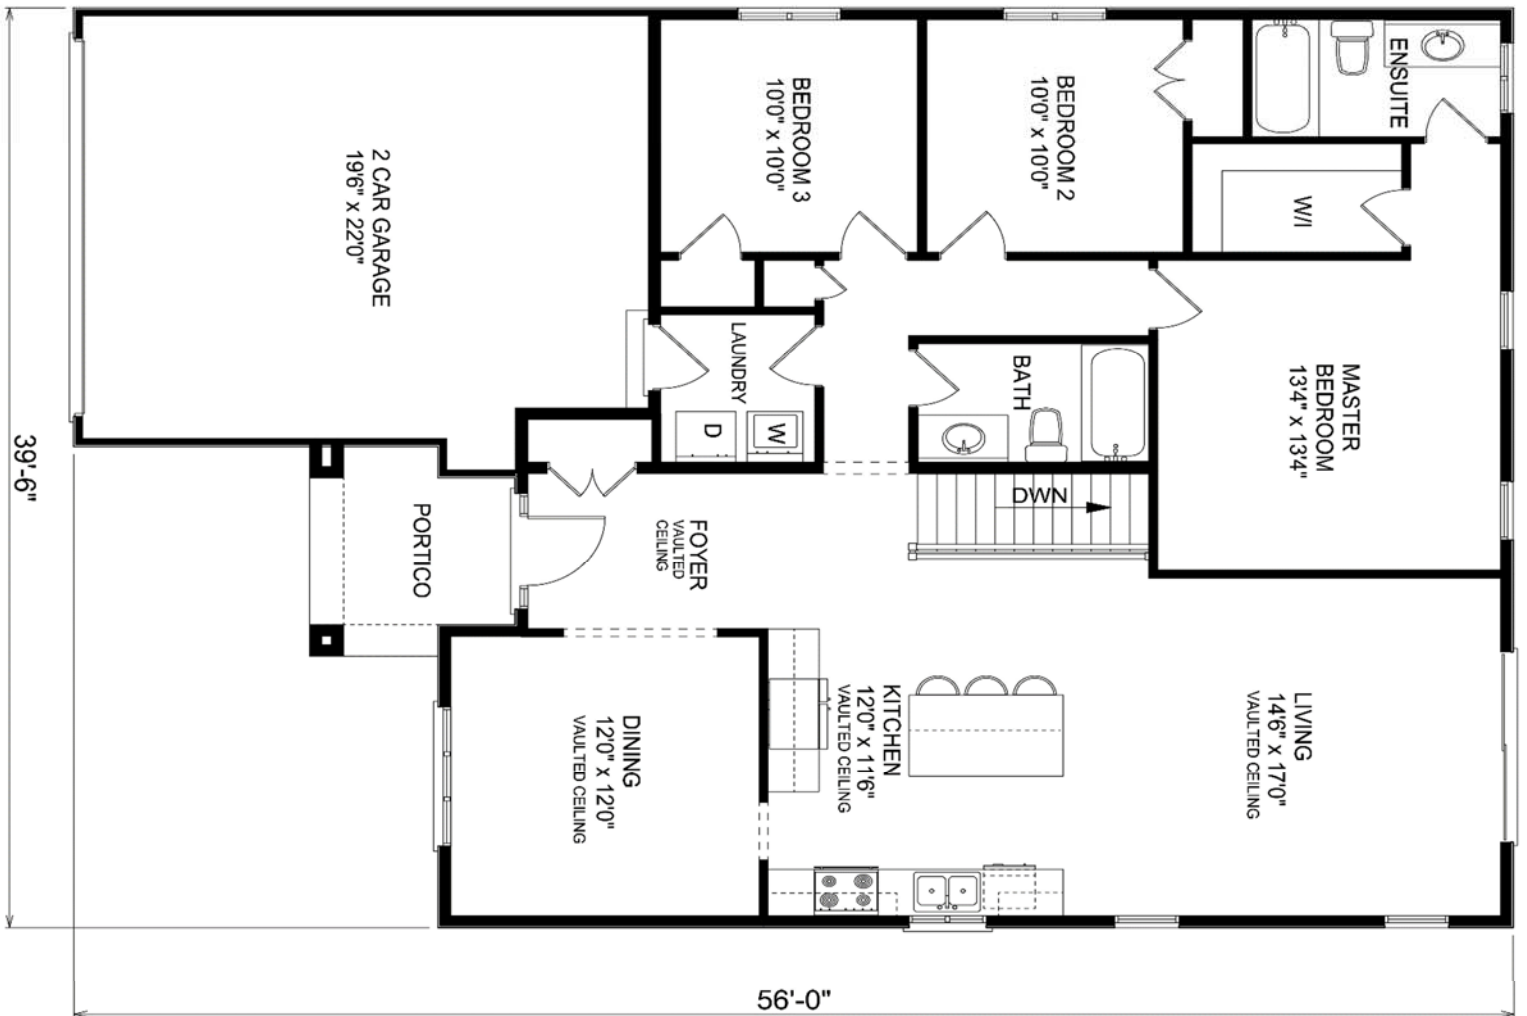 2 CAR GARAGE
19'6" x 22'0"
BEDROOM 3
10'0" x 10'0"
BEDROOM 2
10'0" x 10'0"
ENSUITE
W/I
LAUNDRY
D
W
BATH
MASTER
BEDROOM
13'4" x 13'4"
DWN
PORTICO
FOYER
VAULTED
CEILING
DINING
12'0" x 12'0"
VAULTED CEILING
KITCHEN
12'0" x 11'6"
VAULTED CEILING
LIVING
14'6" x 17'0"
VAULTED CEILING
39'-6"
56'-0"